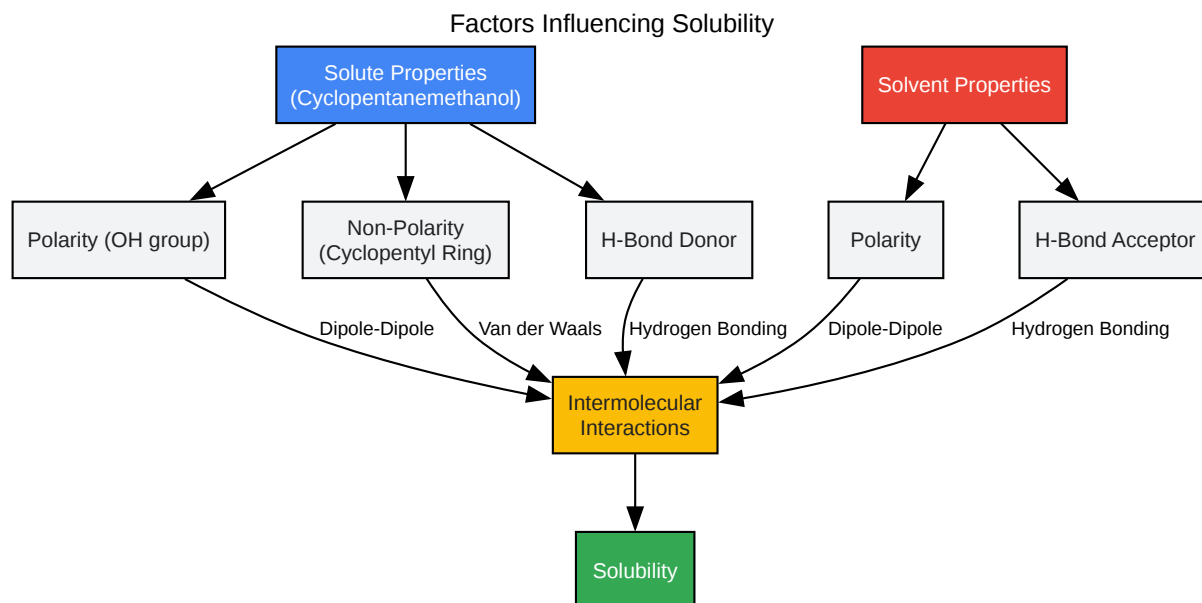 Factors Influencing Solubility
Solute Properties
(Cyclopentanemethanol)
Solvent Properties
Polarity (OH group)
Non-Polarity
(Cyclopentyl Ring)
H-Bond Donor
Polarity
H-Bond Acceptor
Dipole-Dipole
Van der Waals
Hydrogen Bonding
Dipole-Dipole
Hydrogen Bonding
Intermolecular
Interactions
Solubility